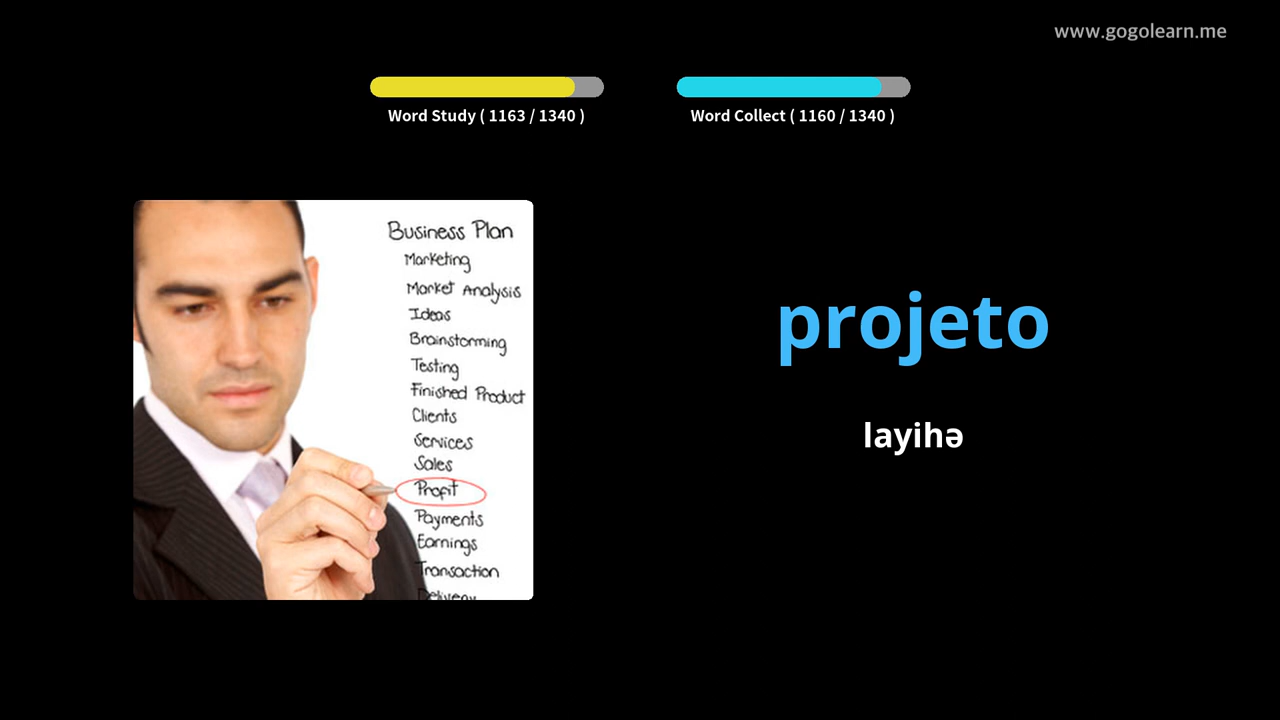 www.gogolearn.me
Word Study ( 1163 / 1340 )
Word Collect ( 1160 / 1340 )
Business Plan
Marketing
Market Analysis
Ideas
Brainstorming
Testing
Finished Product
Clients
Services
Sales
Profit
Payments
Earnings
Transaction
Delivery
projeto
layihə